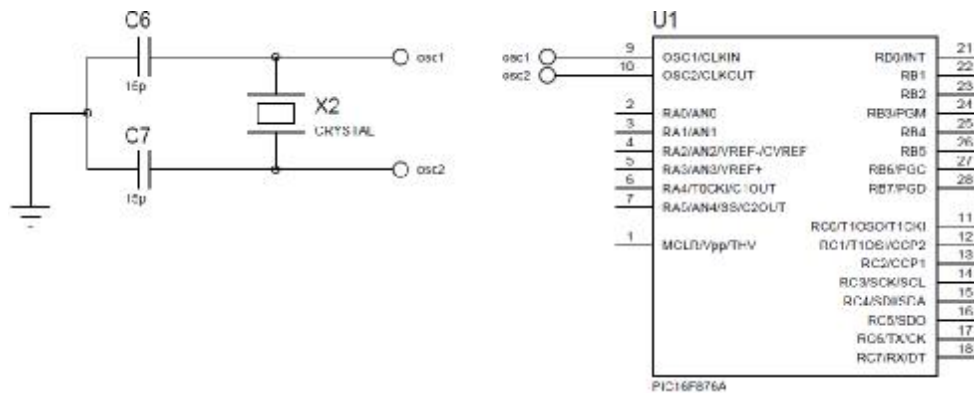 C6
15p
osc1
X2
CRYSTAL
C7
15p
osc2
U1
osc1
osc2
9
OSC1/CLKIN
10
OSC2/CLKOUT
2
RA0/AN0
3
RA1/AN1
4
RA2/AN2/VREF-/CVREF
5
RA3/AN3/VREF+
6
RA4/T0CKI/C1OUT
7
RA5/AN4/SS/C2OUT
1
MCLR/Vpp/THV
RB0/INT
21
RB1
22
RB2
23
RB3/PGM
24
RB4
25
RB5
26
RB6/PGC
27
RB7/PGD
28
RC0/T1OSO/T1CKI
11
RC1/T1OSI/CCP2
12
RC2/CCP1
13
RC3/SCK/SCL
14
RC4/SDI/SDA
15
RC5/SDO
16
RC6/TX/CK
17
RC7/RX/DT
18
PIC16F876A